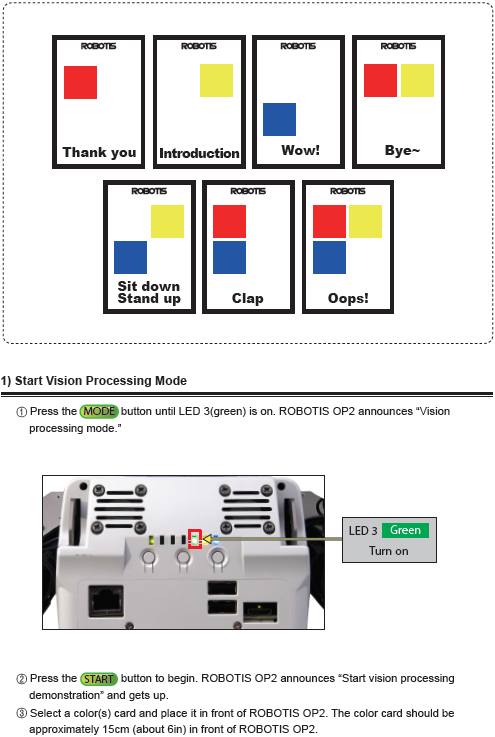 ROBOTIS ROBOTIS ROBOTIS ROBOTIS
Thank you Introduction Wow! Bye~
ROBOTIS ROBOTIS ROBOTIS
Sit down
Stand up Clap Oops!
1) Start Vision Processing Mode
① Press the MODE button until LED 3(green) is on. ROBOTIS OP2 announces “Vision
processing mode.”
LED 3 Green
Turn on
② Press the START button to begin. ROBOTIS OP2 announces “Start vision processing
demonstration” and gets up.
③ Select a color(s) card and place it in front of ROBOTIS OP2. The color card should be
approximately 15cm (about 6in) in front of ROBOTIS OP2.